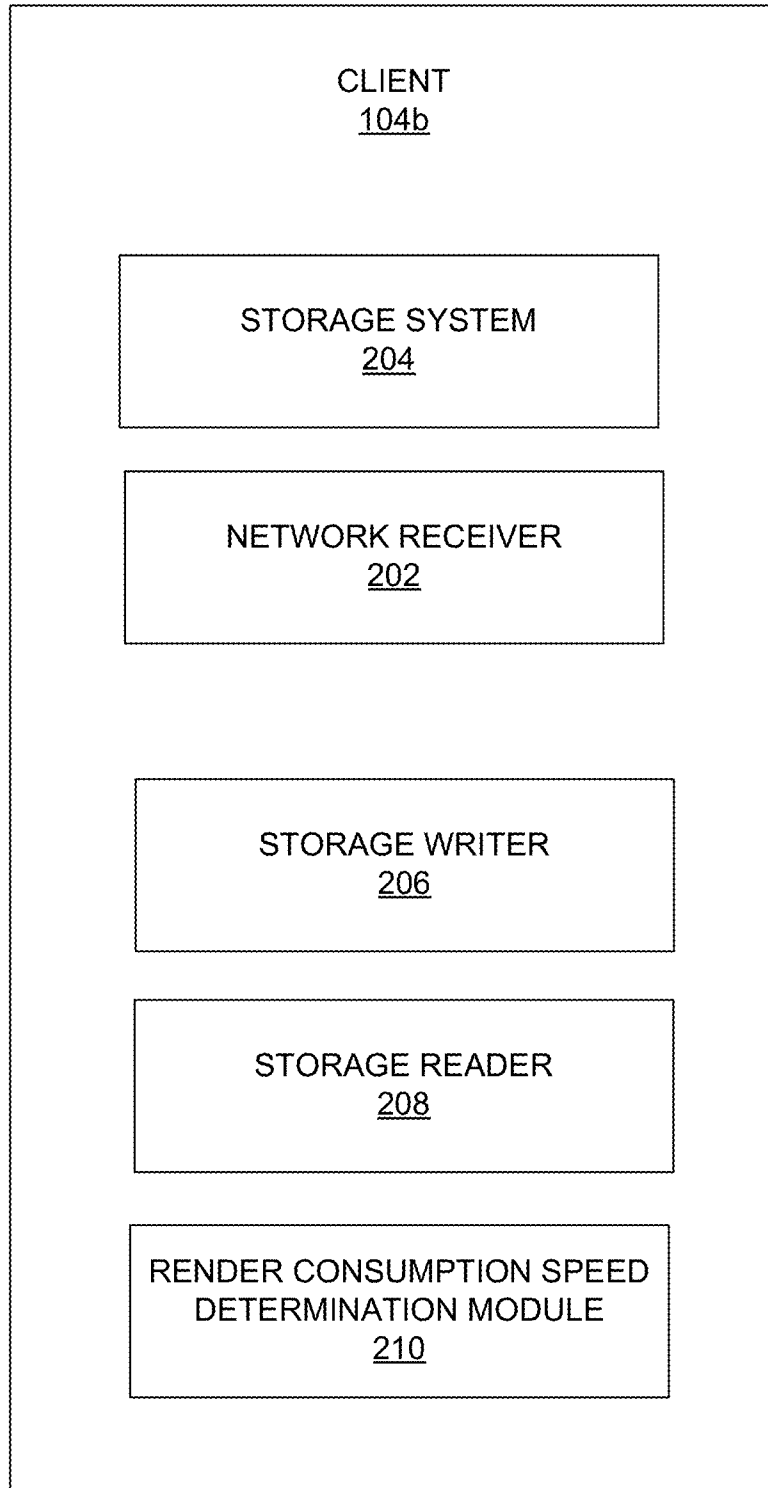 CLIENT
104b
STORAGE SYSTEM
204
NETWORK RECEIVER
202
STORAGE WRITER
206
STORAGE READER
208
RENDER CONSUMPTION SPEED
DETERMINATION MODULE
210